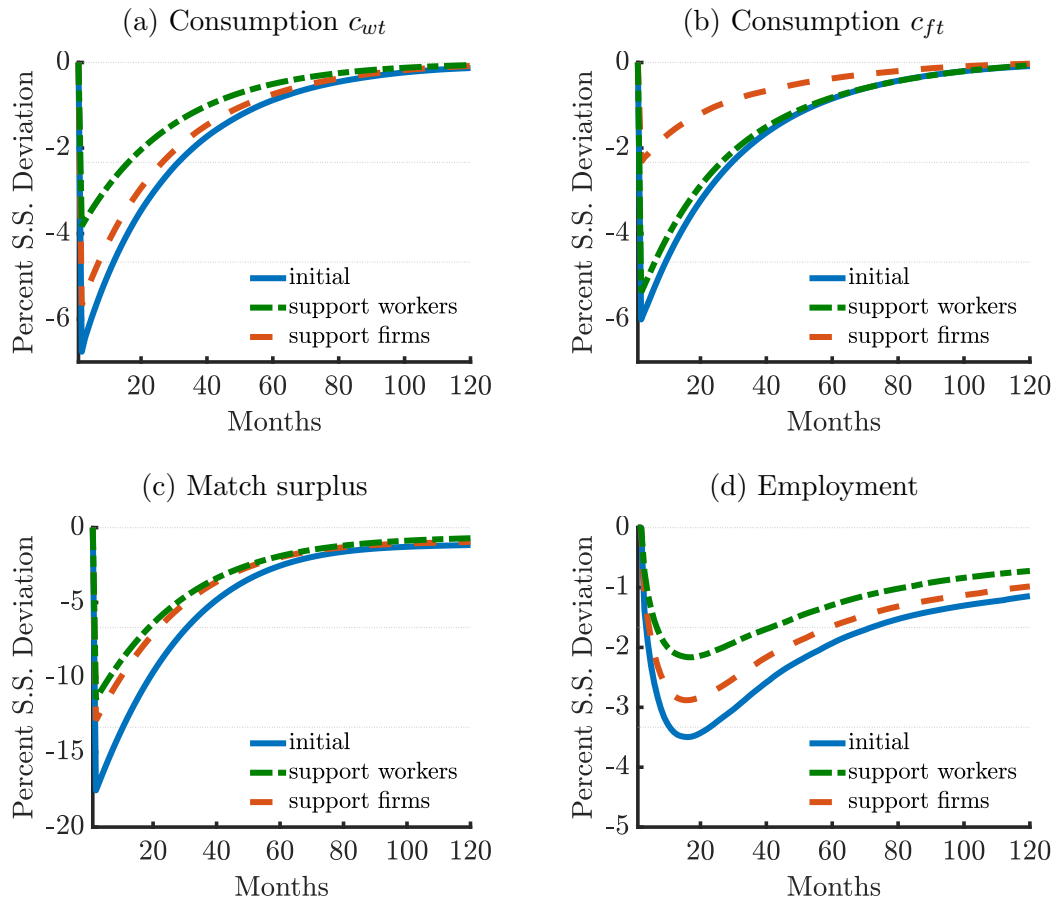 (a) Consumption c_wt
Percent S.S. Deviation
0
-2
-4
-6
initial
support workers
support firms
20 40 60 80 100 120
Months
(b) Consumption c_ft
Percent S.S. Deviation
0
-2
-4
-6
initial
support workers
support firms
20 40 60 80 100 120
Months
(c) Match surplus
Percent S.S. Deviation
0
-5
-10
-15
-20
initial
support workers
support firms
20 40 60 80 100 120
Months
(d) Employment
Percent S.S. Deviation
0
-1
-2
-3
-4
-5
initial
support workers
support firms
20 40 60 80 100 120
Months